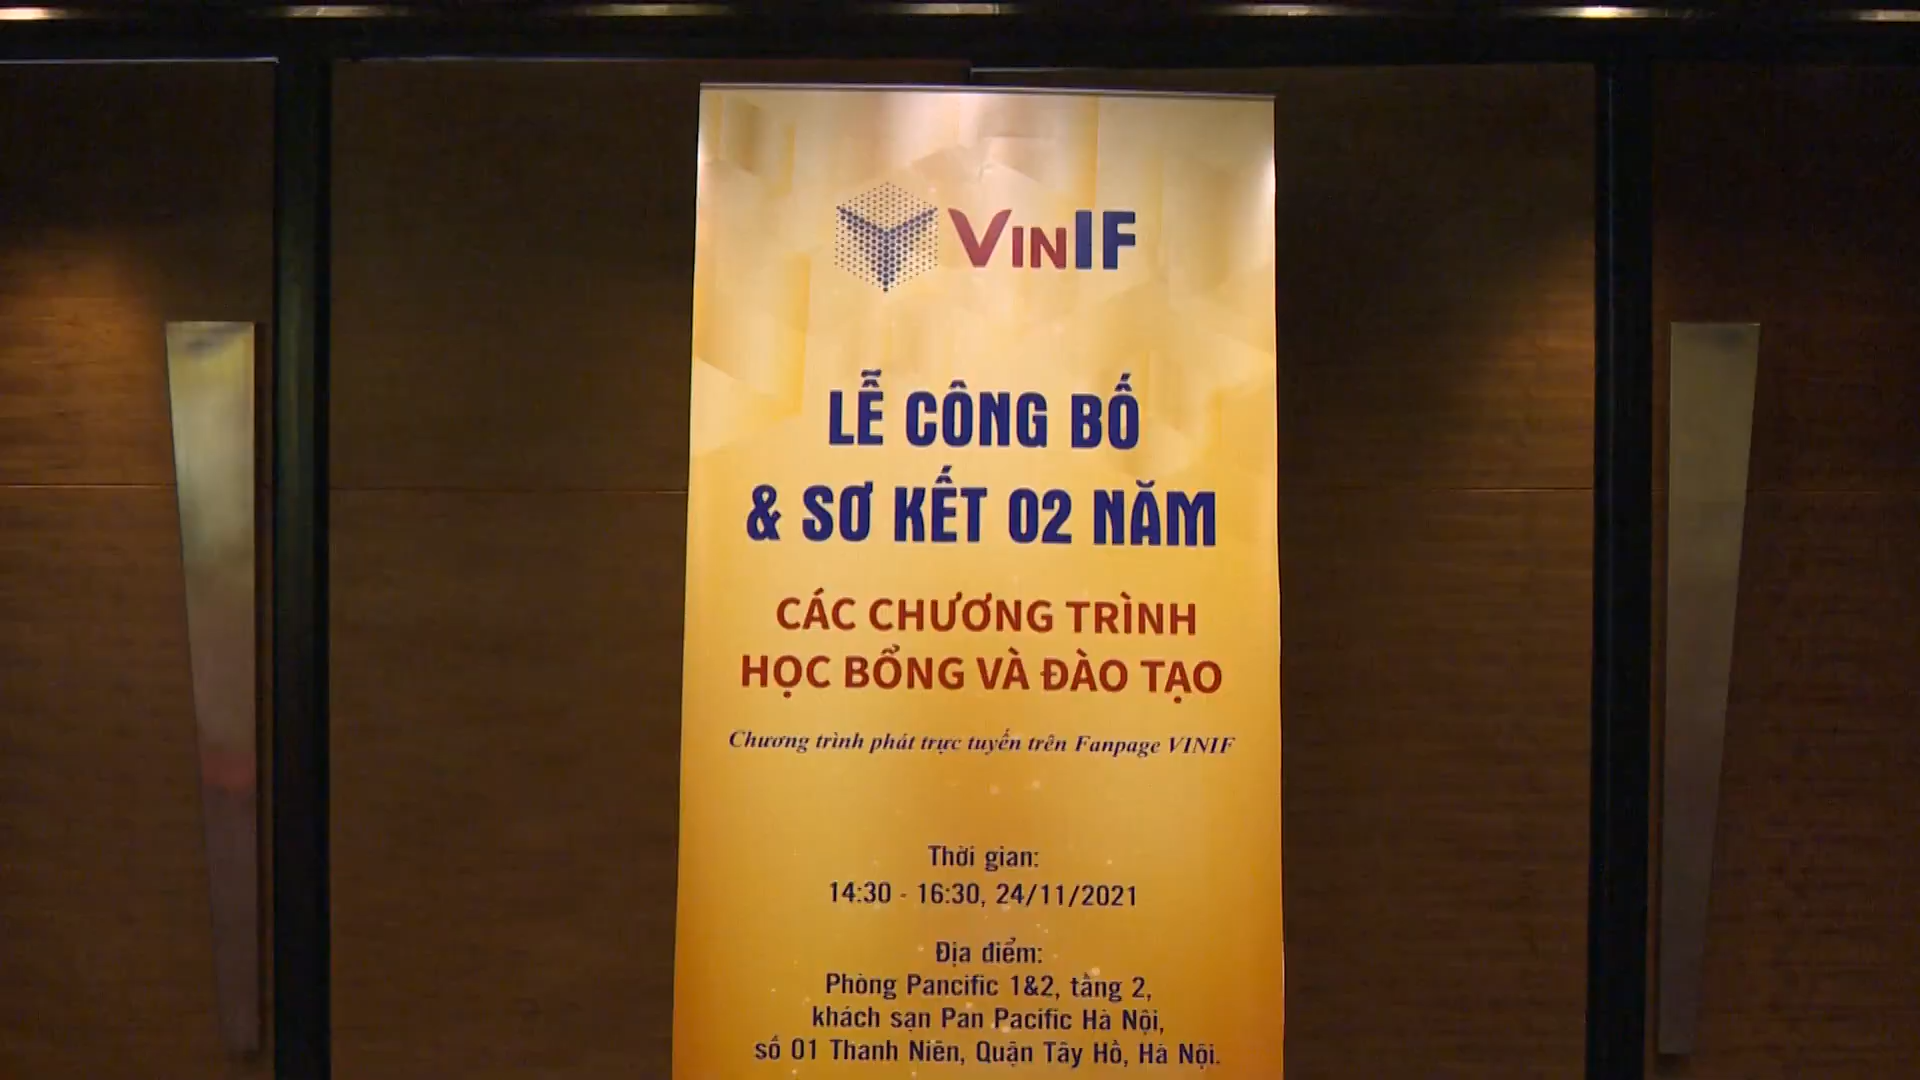 VINIF
LỄ CÔNG BỐ
& SƠ KẾT 02 NĂM
CÁC CHƯƠNG TRÌNH
HỌC BỔNG VÀ ĐÀO TẠO
Chương trình phát trực tuyến trên Fanpage VINIF
Thời gian:
14:30 - 16:30, 24/11/2021
Địa điểm:
Phòng Pancific 1&2, tầng 2,
khách sạn Pan Pacific Hà Nội,
số 01 Thanh Niên, Quận Tây Hồ, Hà Nội.